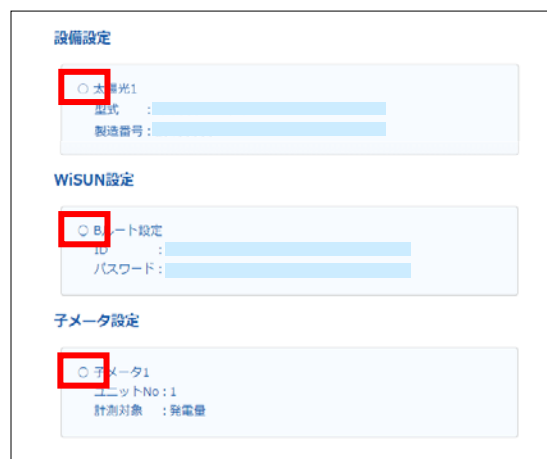 設備設定
○ 太陽光1
型式 :
製造番号 :
WiSUN設定
○ Bルート設定
ID :
パスワード :
子メータ設定
○ 子メータ1
ユニットNo : 1
計測対象 : 発電量